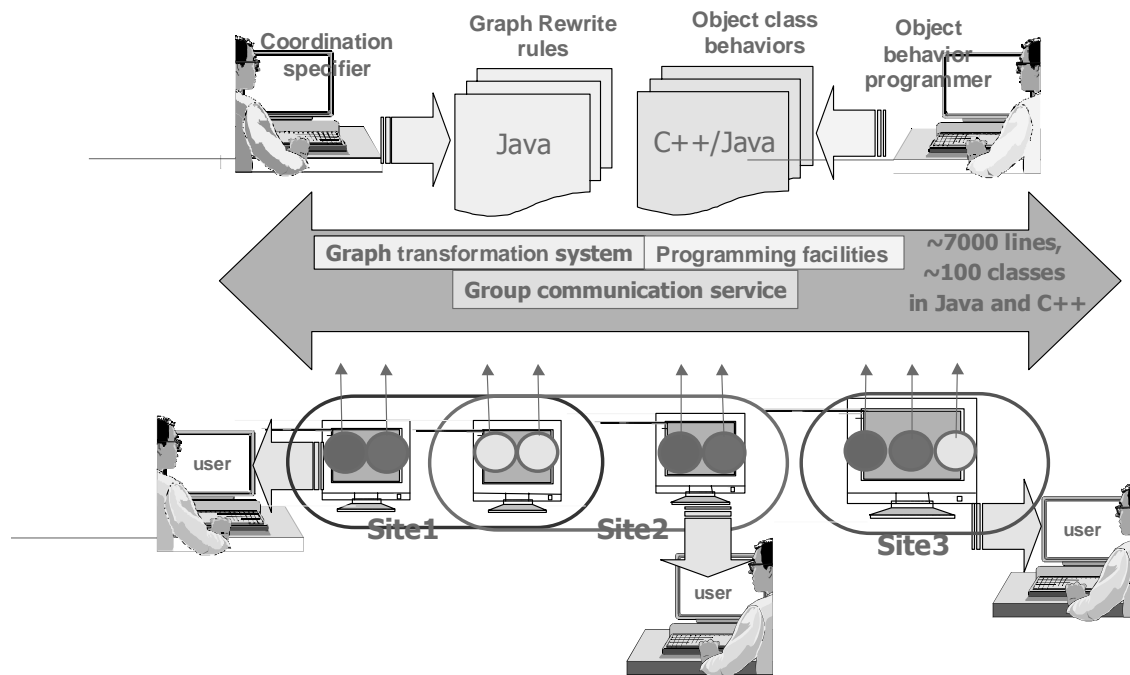 Coordination
specifier
Graph Rewrite
rules
Object class
behaviors
Object
behavior
programmer
Java
C++/Java
Graph transformation system
Programming facilities
Group communication service
~7000 lines,
~100 classes
in Java and C++
user
Site1
Site2
Site3
user
user